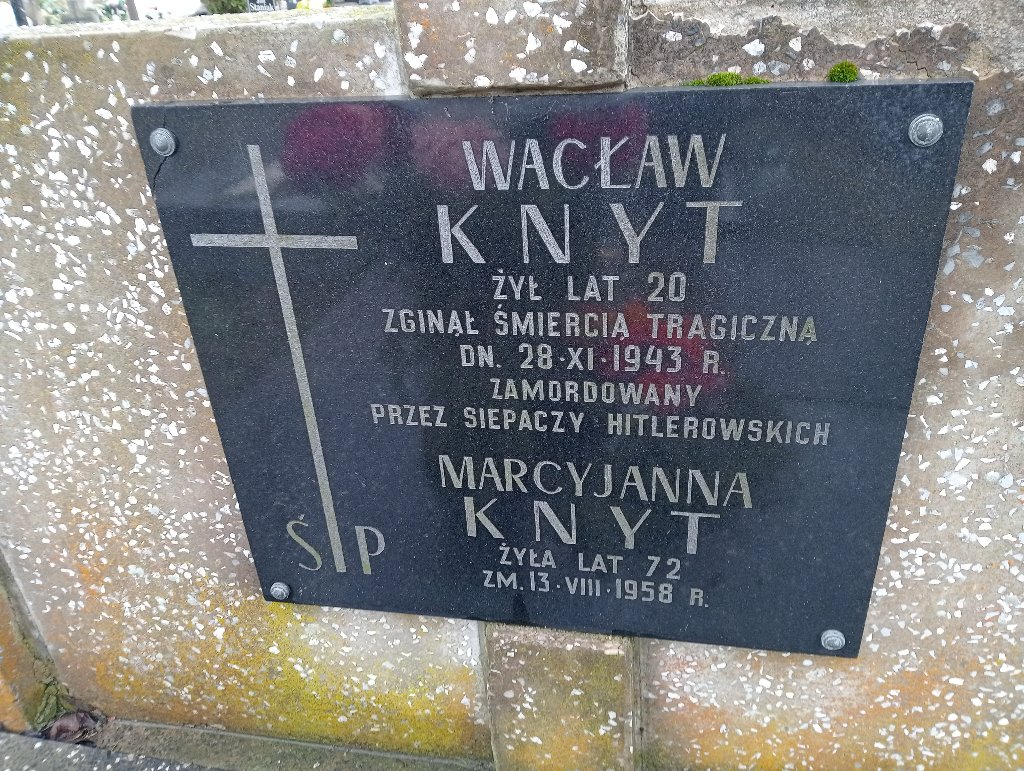 Staniak
WACŁAW
KNYT
ŻYŁ LAT 20
ZGINĄŁ ŚMIERCIĄ TRAGICZNĄ
DN. 28·XI·1943 R.
ZAMORDOWANY
PRZEZ SIEPACZY HITLEROWSKICH
MARCYJANNA
KNYT
ŻYŁA LAT 72
ZM. 13·VIII·1958 R.
Ś P